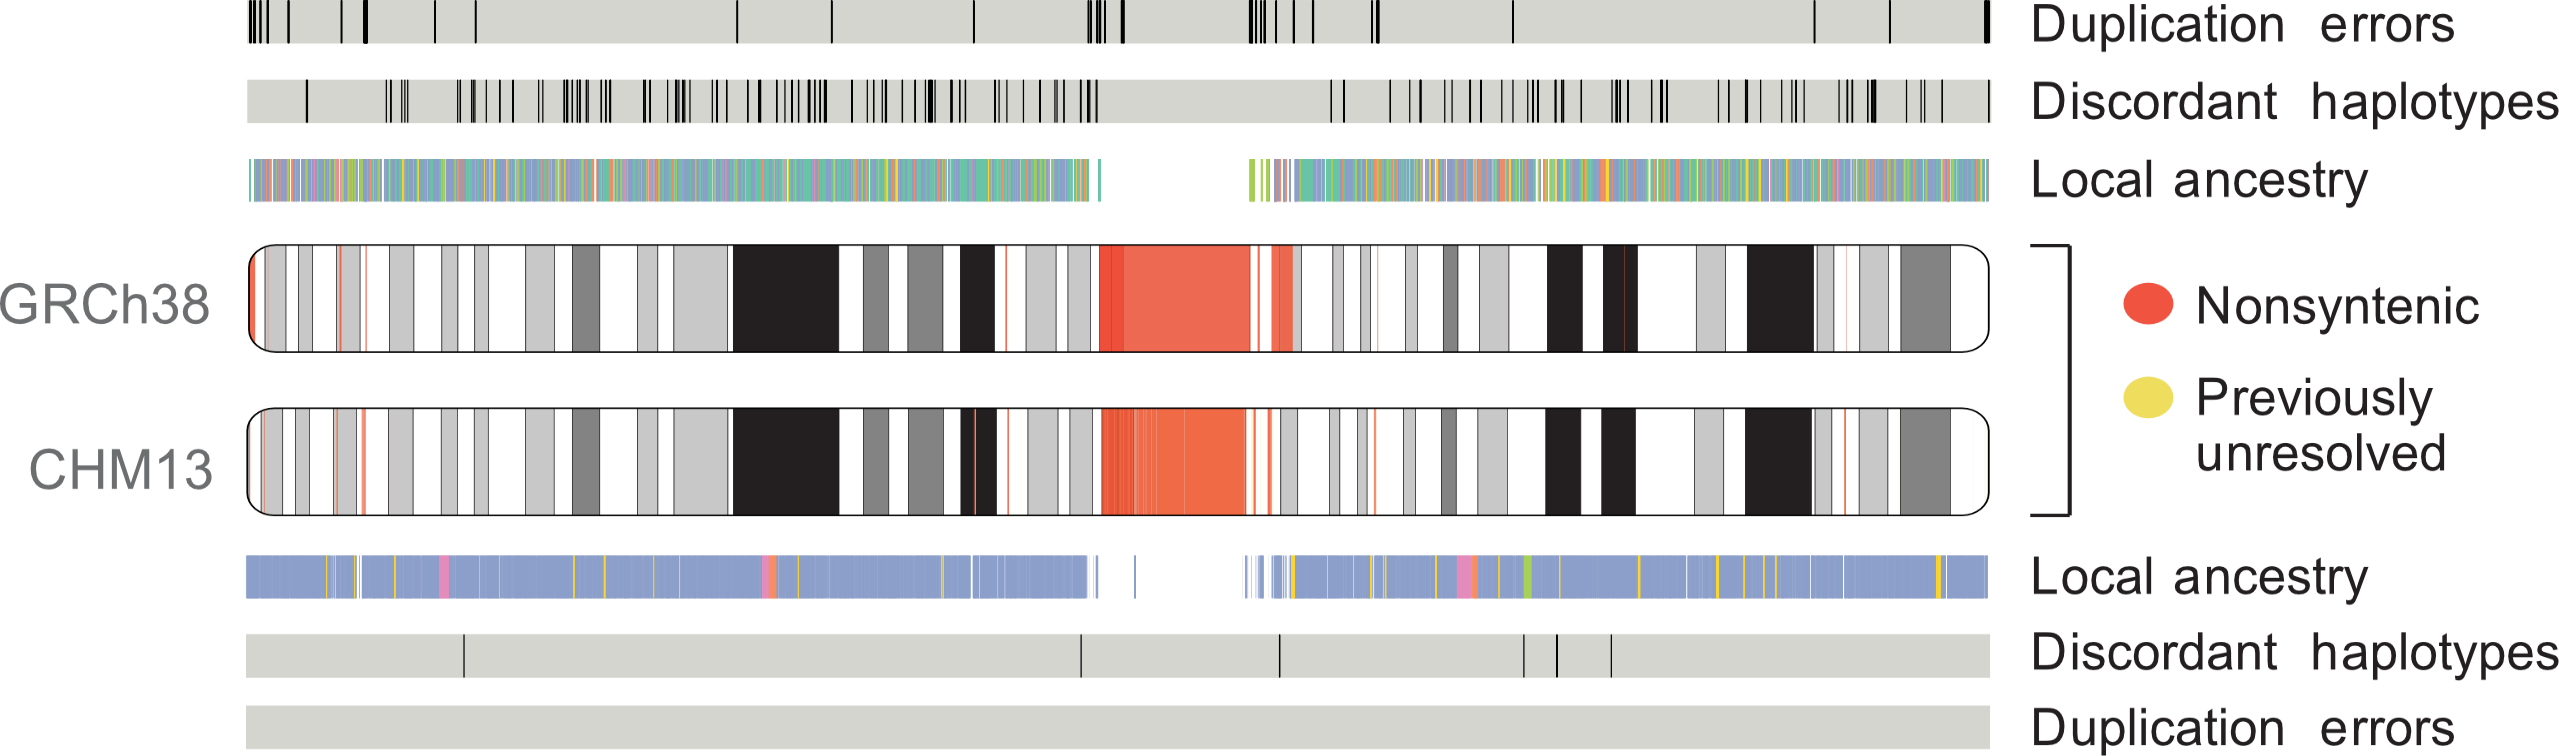 Duplication errors
Discordant haplotypes
Local ancestry
GRCh38
Nonsyntenic
Previously
unresolved
CHM13
Local ancestry
Discordant haplotypes
Duplication errors